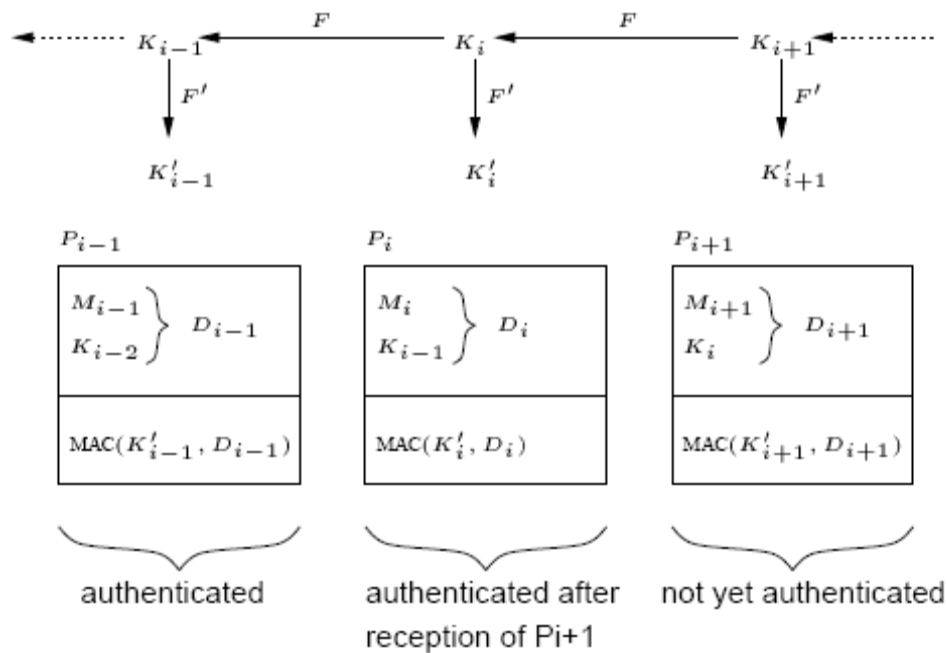 F F
K_{i−1} K_i K_{i+1}
F′ F′ F′
K′_{i−1} K′_i K′_{i+1}
P_{i−1} P_i P_{i+1}
M_{i−1} M_i M_{i+1}
D_{i−1} D_i D_{i+1}
K_{i−2} K_{i−1} K_i
MAC(K′_{i−1}, D_{i−1}) MAC(K′_i, D_i) MAC(K′_{i+1}, D_{i+1})
authenticated authenticated after not yet authenticated
reception of Pi+1